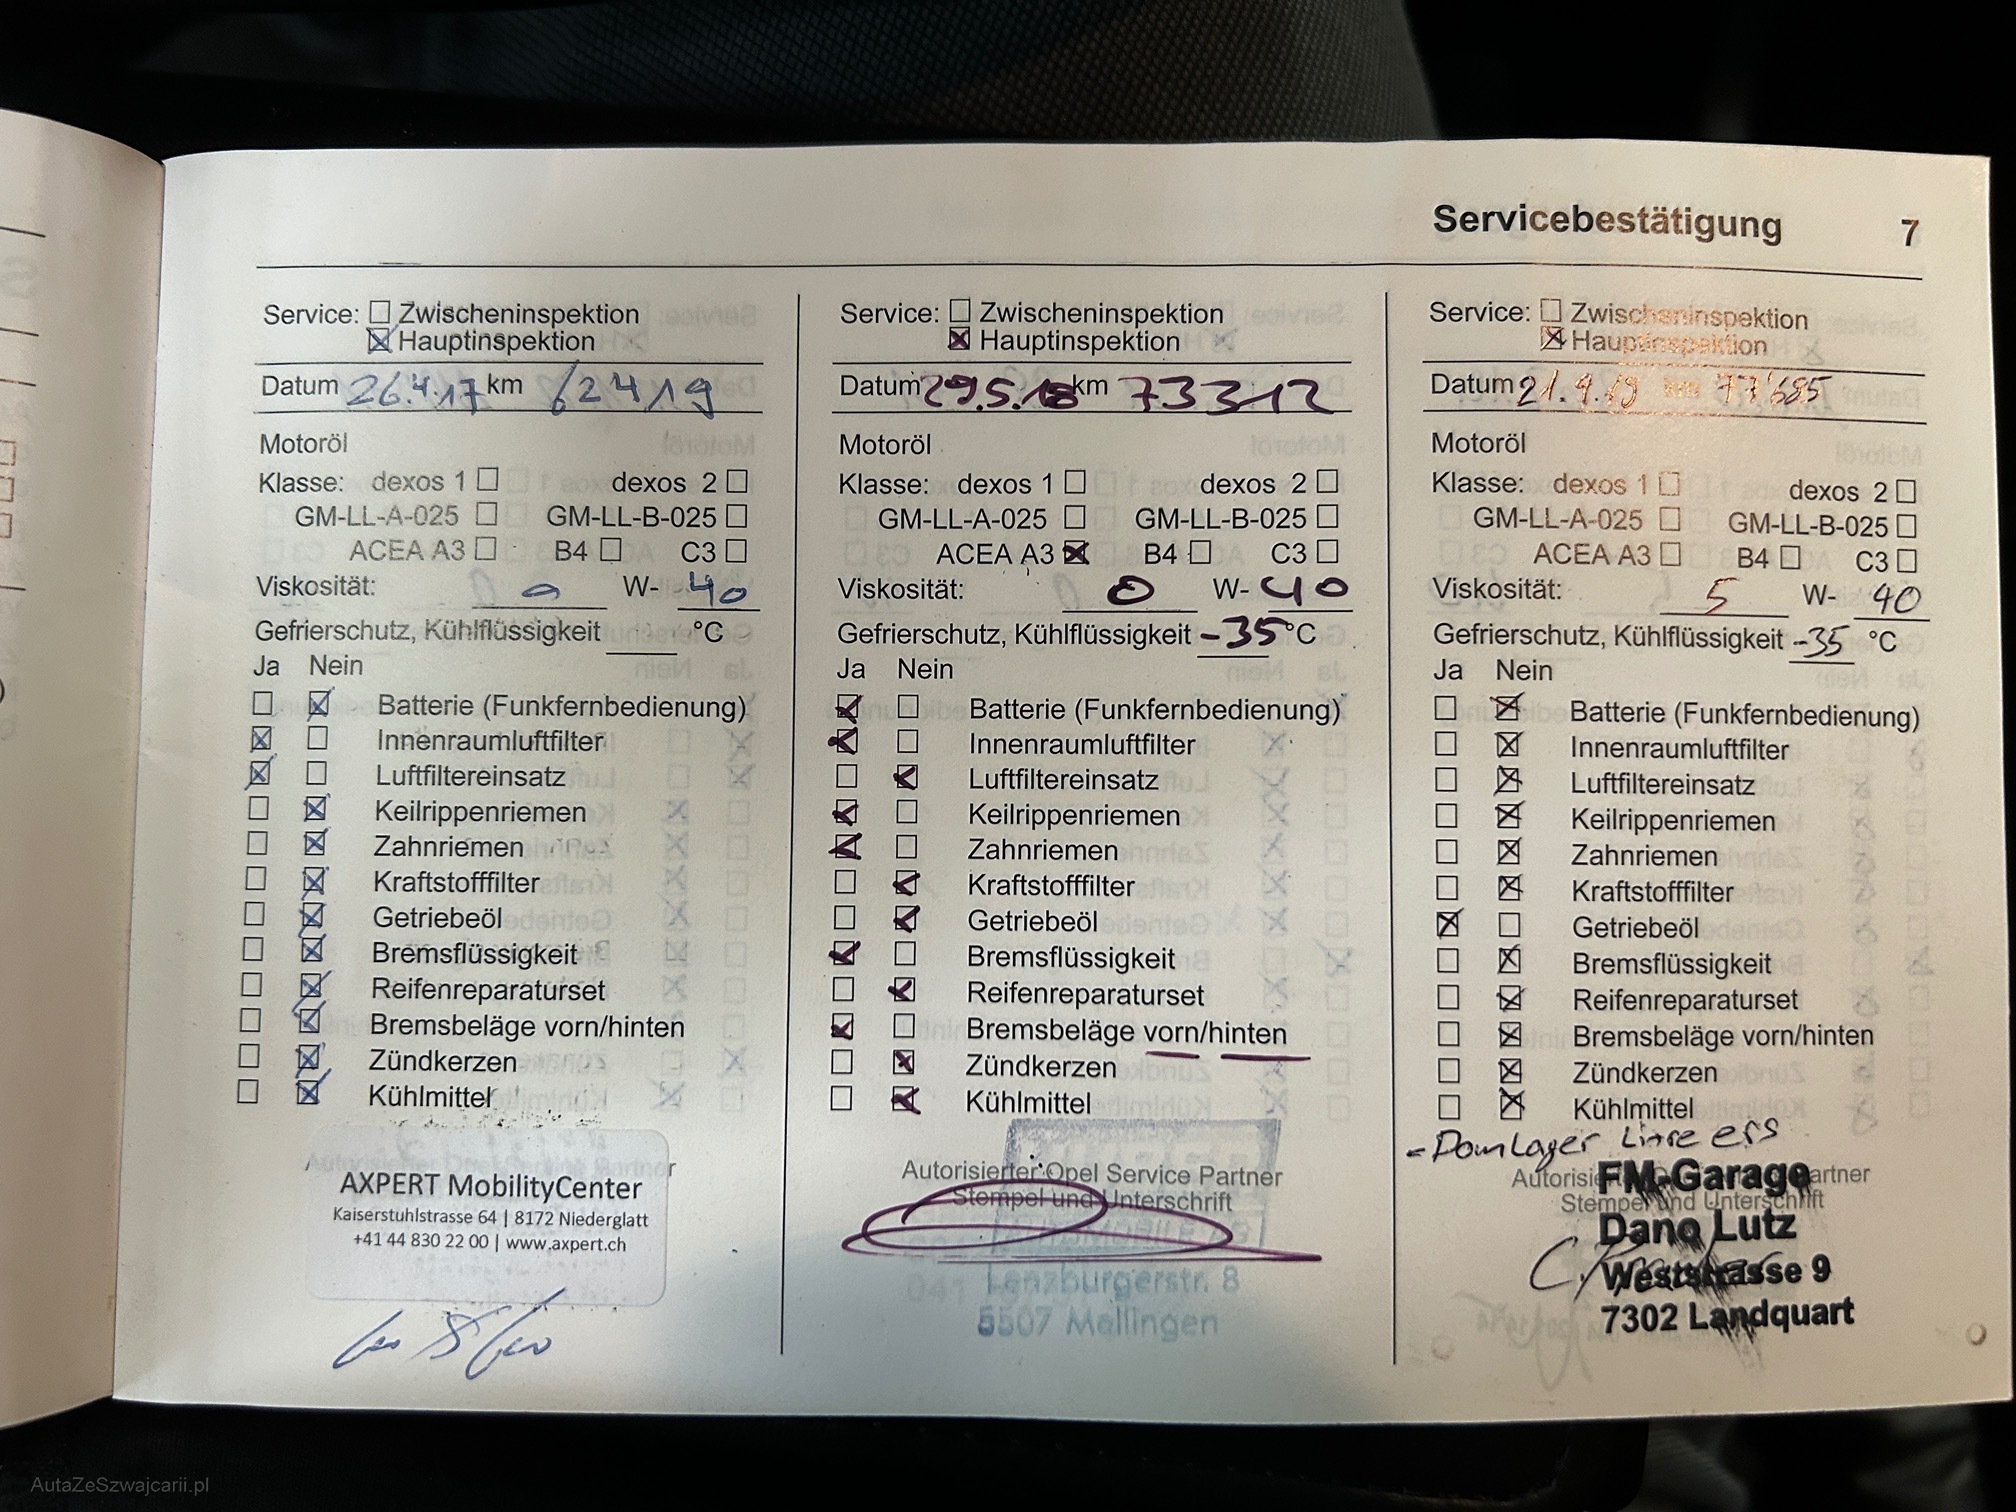 Servicebestätigung 7
Service: Zwischeninspektion
Hauptinspektion
Datum 26.4.17 km 62419
Motoröl
Klasse: dexos 1 dexos 2
GM-LL-A-025 GM-LL-B-025
ACEA A3 B4 C3
Viskosität: 0 W- 40
Gefrierschutz, Kühlflüssigkeit °C
Ja Nein
Batterie (Funkfernbedienung)
Innenraumluftfilter
Luftfiltereinsatz
Keilrippenriemen
Zahnriemen
Kraftstofffilter
Getriebeöl
Bremsflüssigkeit
Reifenreparaturset
Bremsbeläge vorn/hinten
Zündkerzen
Kühlmittel
AXPERT MobilityCenter
Kaiserstuhlstrasse 64 | 8172 Niederglatt
+41 44 830 22 00 | www.axpert.ch
Service: Zwischeninspektion
Hauptinspektion
Datum 29.5.18 km 73312
Motoröl
Klasse: dexos 1 dexos 2
GM-LL-A-025 GM-LL-B-025
ACEA A3 B4 C3
Viskosität: 0 W- 40
Gefrierschutz, Kühlflüssigkeit -35 °C
Ja Nein
Batterie (Funkfernbedienung)
Innenraumluftfilter
Luftfiltereinsatz
Keilrippenriemen
Zahnriemen
Kraftstofffilter
Getriebeöl
Bremsflüssigkeit
Reifenreparaturset
Bremsbeläge vorn/hinten
Zündkerzen
Kühlmittel
Autorisierter Opel Service Partner
Stempel und Unterschrift
Lenzburgerstr. 8
5507 Mellingen
Service: Zwischeninspektion
Hauptinspektion
Datum 21.9.19 km 77'685
Motoröl
Klasse: dexos 1 dexos 2
GM-LL-A-025 GM-LL-B-025
ACEA A3 B4 C3
Viskosität: 5 W- 40
Gefrierschutz, Kühlflüssigkeit -35 °C
Ja Nein
Batterie (Funkfernbedienung)
Innenraumluftfilter
Luftfiltereinsatz
Keilrippenriemen
Zahnriemen
Kraftstofffilter
Getriebeöl
Bremsflüssigkeit
Reifenreparaturset
Bremsbeläge vorn/hinten
Zündkerzen
Kühlmittel
- Domlager Linke ers
Autorisierter Opel Service Partner
FM-Garage
Stempel und Unterschrift
Dano Lutz
Weststrasse 9
7302 Landquart
AutaZeSzwajcarii.pl